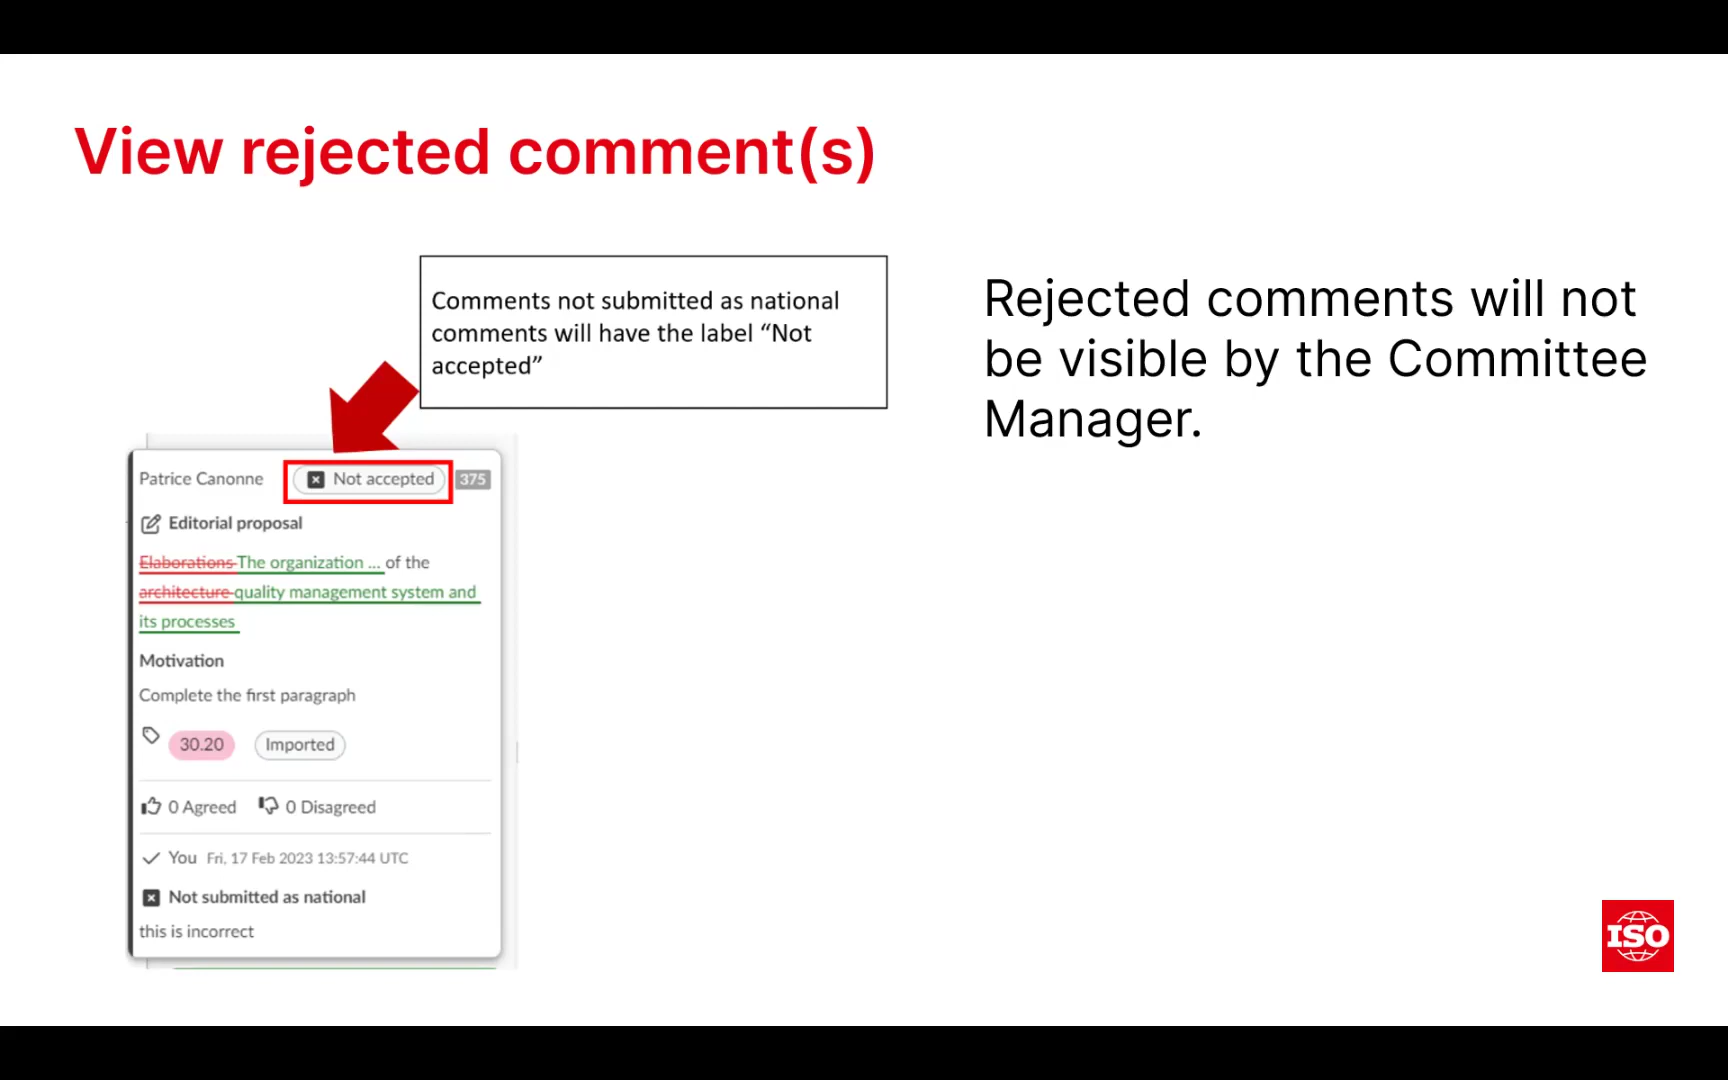 View rejected comment(s)
Comments not submitted as national
comments will have the label “Not
accepted”
Rejected comments will not
be visible by the Committee
Manager.
Patrice Canonne Not accepted 375
Editorial proposal
Elaborations The organization ... of the
architecture quality management system and
its processes
Motivation
Complete the first paragraph
30.20 Imported
0 Agreed 0 Disagreed
You Fri, 17 Feb 2023 13:57:44 UTC
Not submitted as national
this is incorrect
ISO